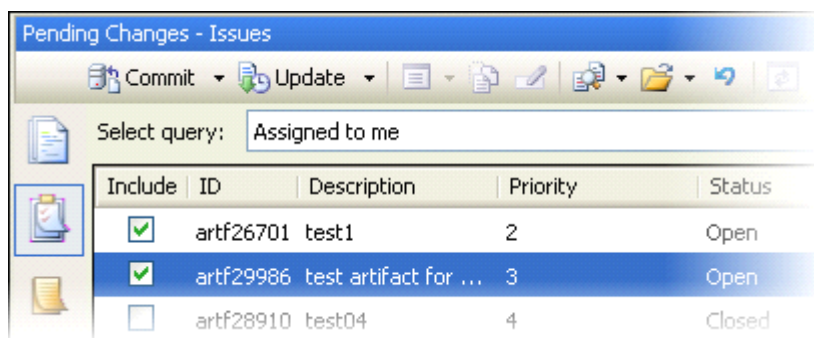 Pending Changes - Issues
Commit Update
Select query: Assigned to me
Include ID Description Priority Status
artf26701 test1 2 Open
artf29986 test artifact for ... 3 Open
artf28910 test04 4 Closed